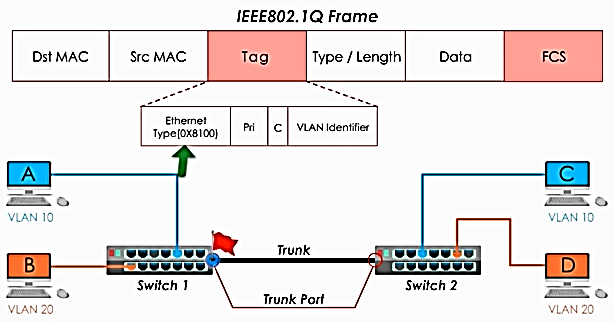 IEEE802.1Q Frame
Dst MAC Src MAC Tag Type / Length Data FCS
Ethernet
Type(0X8100) Pri C VLAN Identifier
A
VLAN 10
C
VLAN 10
B
VLAN 20
D
VLAN 20
Trunk
Switch 1
Switch 2
Trunk Port